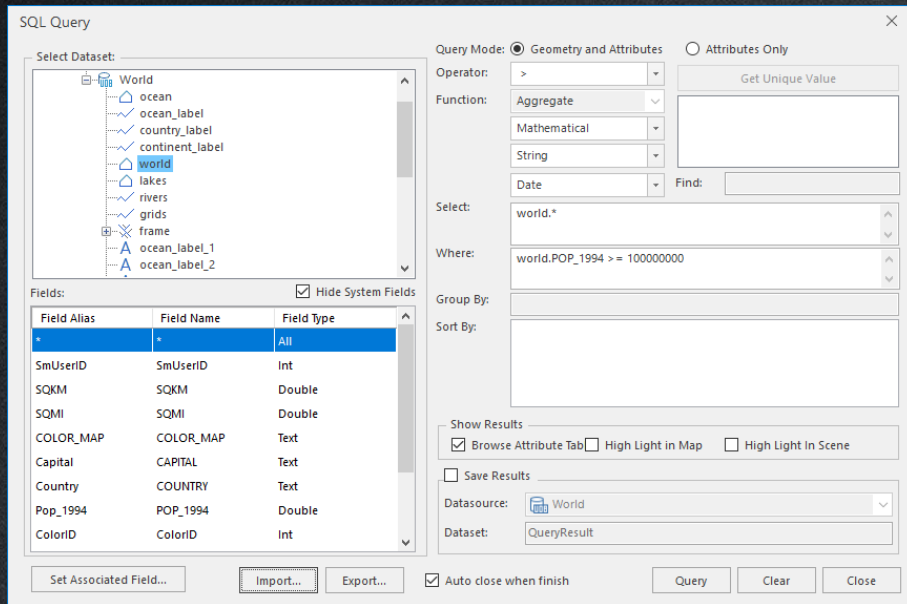 SQL Query
Select Dataset:
World
ocean
ocean_label
country_label
continent_label
world
lakes
rivers
grids
frame
ocean_label_1
ocean_label_2
Fields:
Hide System Fields
Field Alias Field Name Field Type
* * All
SmUserID SmUserID Int
SQKM SQKM Double
SQMI SQMI Double
COLOR_MAP COLOR_MAP Text
Capital CAPITAL Text
Country COUNTRY Text
Pop_1994 POP_1994 Double
ColorID ColorID Int
Query Mode: Geometry and Attributes Attributes Only
Operator: >
Get Unique Value
Function: Aggregate
Mathematical
String
Date
Find:
Select: world.*
Where: world.POP_1994 >= 100000000
Group By:
Sort By:
Show Results
Browse Attribute Tab High Light in Map High Light In Scene
Save Results
Datasource: World
Dataset: QueryResult
Set Associated Field... Import... Export... Auto close when finish Query Clear Close